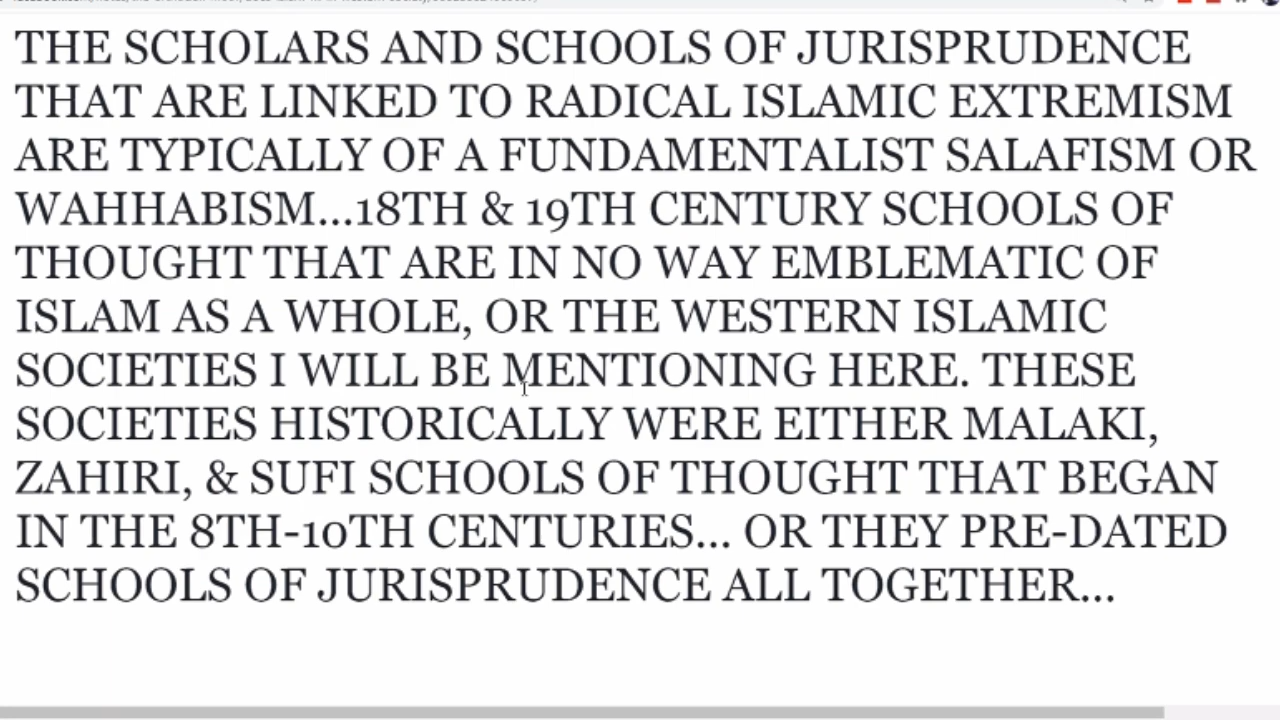 THE SCHOLARS AND SCHOOLS OF JURISPRUDENCE
THAT ARE LINKED TO RADICAL ISLAMIC EXTREMISM
ARE TYPICALLY OF A FUNDAMENTALIST SALAFISM OR
WAHHABISM...18TH & 19TH CENTURY SCHOOLS OF
THOUGHT THAT ARE IN NO WAY EMBLEMATIC OF
ISLAM AS A WHOLE, OR THE WESTERN ISLAMIC
SOCIETIES I WILL BE MENTIONING HERE. THESE
SOCIETIES HISTORICALLY WERE EITHER MALAKI,
ZAHIRI, & SUFI SCHOOLS OF THOUGHT THAT BEGAN
IN THE 8TH-10TH CENTURIES... OR THEY PRE-DATED
SCHOOLS OF JURISPRUDENCE ALL TOGETHER...